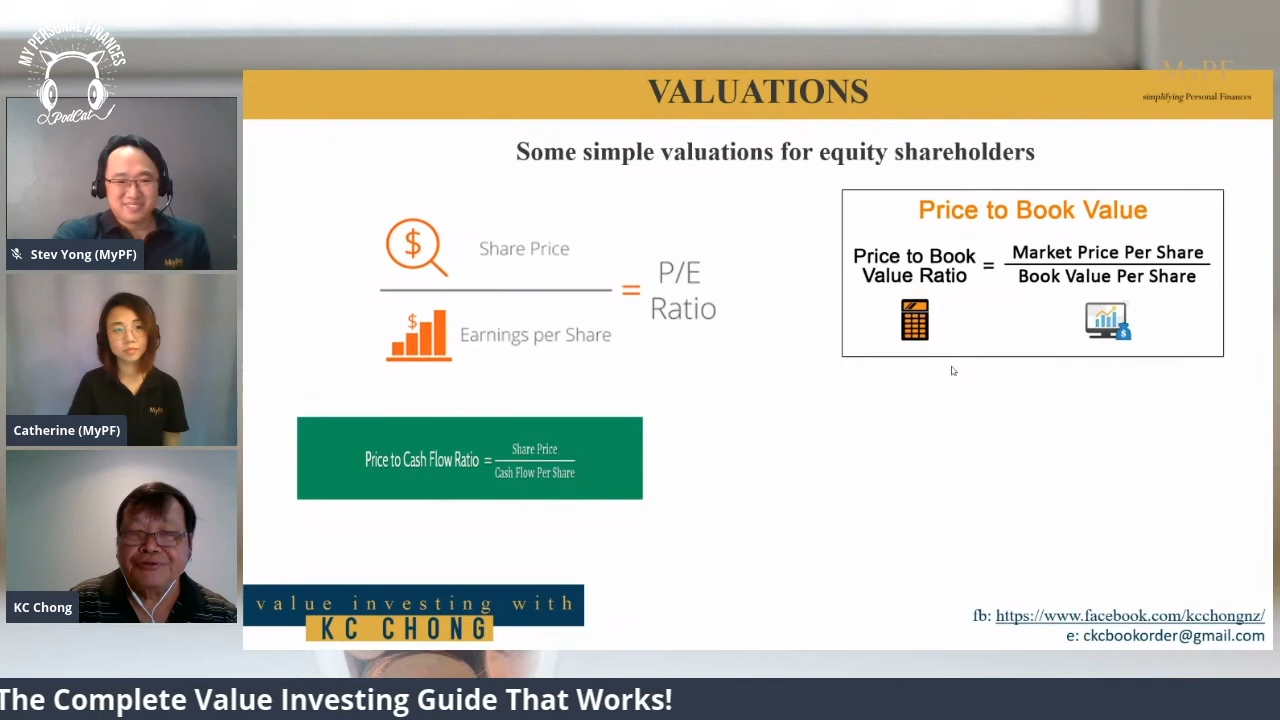 MY PERSONAL FINANCES
PodCat
VALUATIONS
MyPF
simplifying Personal Finances
Some simple valuations for equity shareholders
$
Share Price
$
Earnings per Share
=
P/E
Ratio
Price to Book Value
Price to Book
Value Ratio
=
Market Price Per Share
Book Value Per Share
$
Price to Cash Flow Ratio =
Share Price
Cash Flow Per Share
Stev Yong (MyPF)
Catherine (MyPF)
MyPF
KC Chong
value investing with
KC CHONG
fb: https://www.facebook.com/kcchongnz/
e: ckcbookorder@gmail.com
The Complete Value Investing Guide That Works!